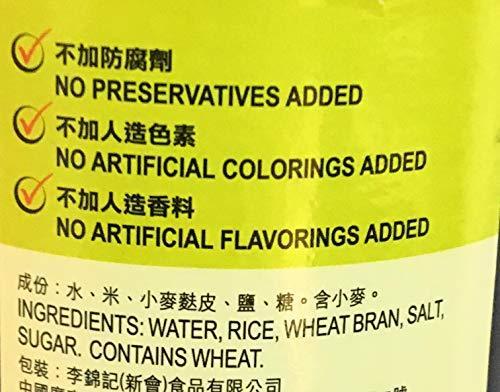 不加防腐劑
NO PRESERVATIVES ADDED
不加人造色素
NO ARTIFICIAL COLORINGS ADDED
不加人造香料
NO ARTIFICIAL FLAVORINGS ADDED
成份：水、米、小麥麩皮、鹽、糖。含小麥。
INGREDIENTS: WATER, RICE, WHEAT BRAN, SALT,
SUGAR. CONTAINS WHEAT.
包裝：李錦記(新會)食品有限公司